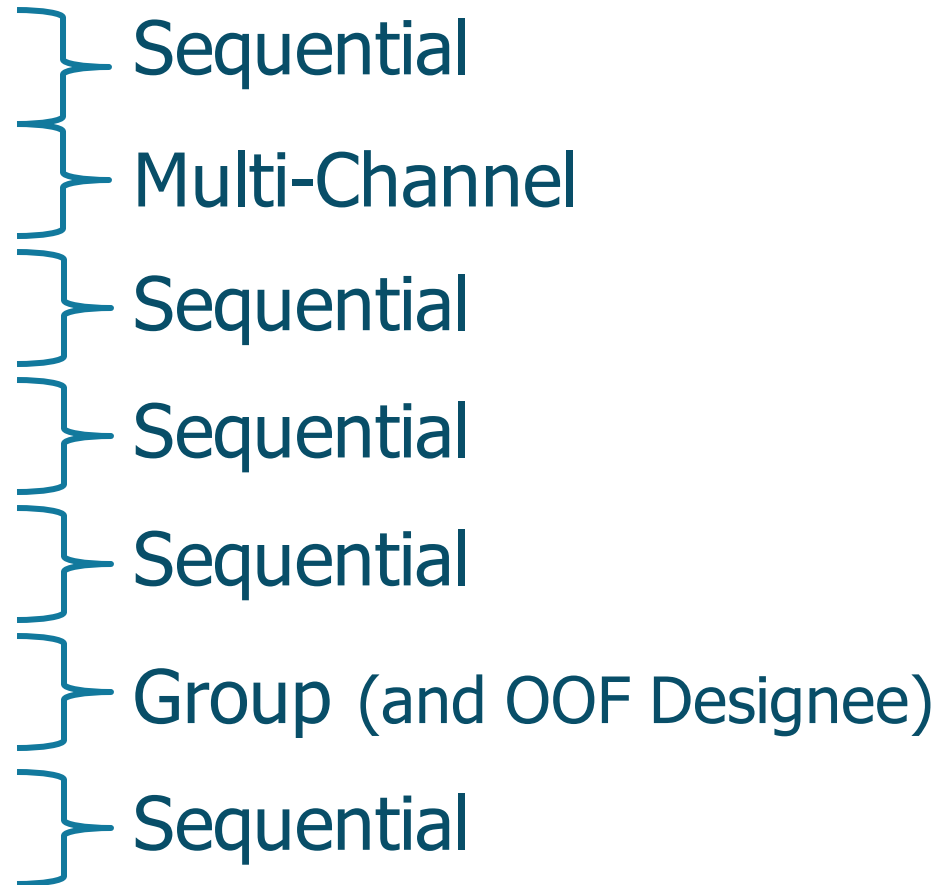 Sequential
Multi-Channel
Sequential
Sequential
Sequential
Group (and OOF Designee)
Sequential